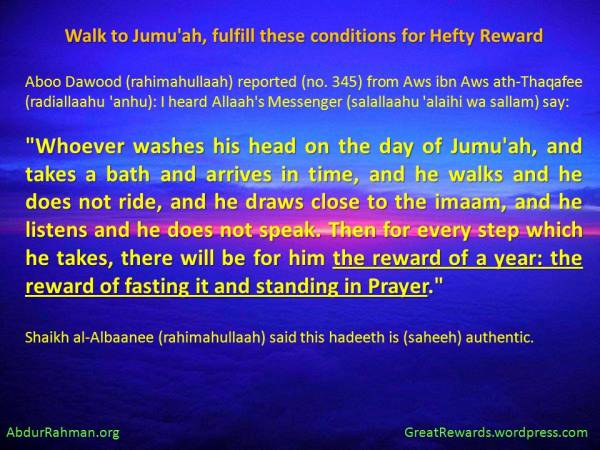 Walk to Jumu'ah, fulfill these conditions for Hefty Reward
Aboo Dawood (rahimahullaah) reported (no. 345) from Aws ibn Aws ath-Thaqafee
(radiallaahu 'anhu): I heard Allaah's Messenger (salallaahu 'alaihi wa sallam) say:
"Whoever washes his head on the day of Jumu'ah, and
takes a bath and arrives in time, and he walks and he
does not ride, and he draws close to the imaam, and he
listens and he does not speak. Then for every step which
he takes, there will be for him the reward of a year: the
reward of fasting it and standing in Prayer."
Shaikh al-Albaanee (rahimahullaah) said this hadeeth is (saheeh) authentic.
AbdurRahman.org
GreatRewards.wordpress.com